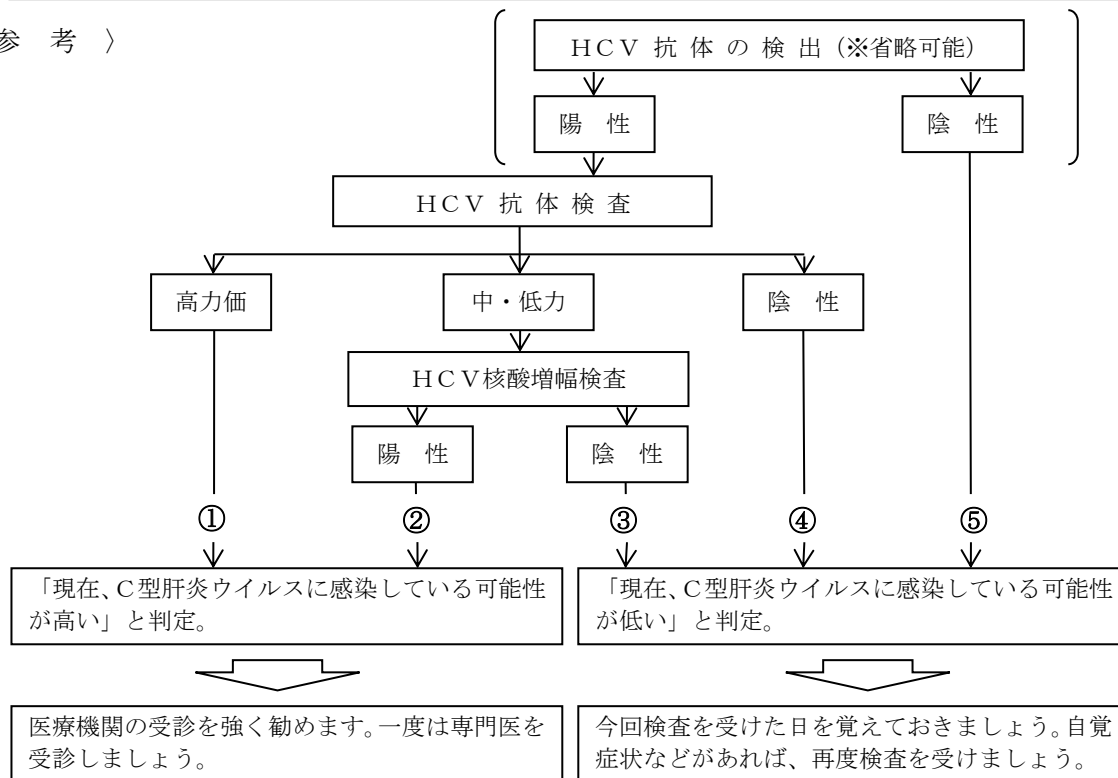 参 考 〉
HCV 抗 体 の 検 出 (※省略可能)
陽 性
陰 性
HCV 抗 体 検 査
高力価
中・低力
陰 性
HCV核酸増幅検査
陽 性
陰 性
①
②
③
④
⑤
「現在、C型肝炎ウイルスに感染している可能性
が高い」と判定。
「現在、C型肝炎ウイルスに感染している可能性
が低い」と判定。
医療機関の受診を強く勧めます。一度は専門医を
受診しましょう。
今回検査を受けた日を覚えておきましょう。自覚
症状などがあれば、再度検査を受けましょう。